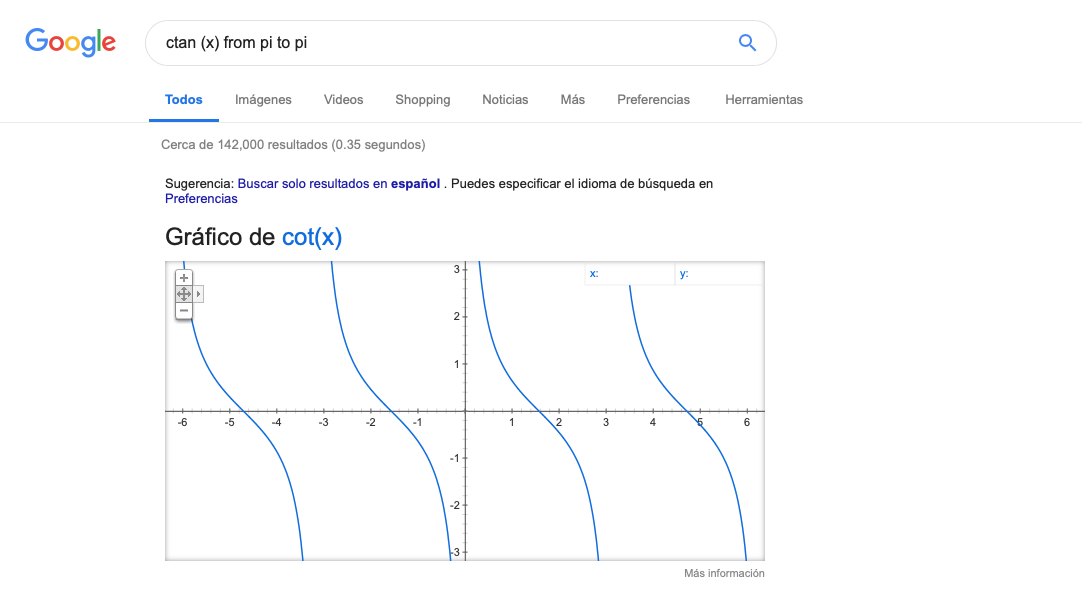 Google
ctan (x) from pi to pi
Todos Imágenes Videos Shopping Noticias Más Preferencias Herramientas
Cerca de 142,000 resultados (0.35 segundos)
Sugerencia: Buscar solo resultados en español . Puedes especificar el idioma de búsqueda en
Preferencias
Gráfico de cot(x)
3 x: y:
2
1
-6 -5 -4 -3 -2 -1 1 2 3 4 5 6
-1
-2
-3
Más información